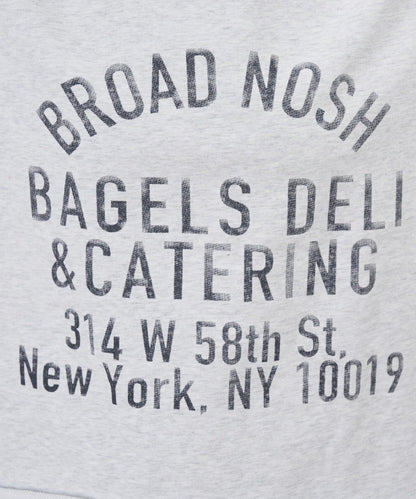 BROAD NOSH
BAGELS DELI
&CATERING
314 W 58th St,
New York, NY 10019